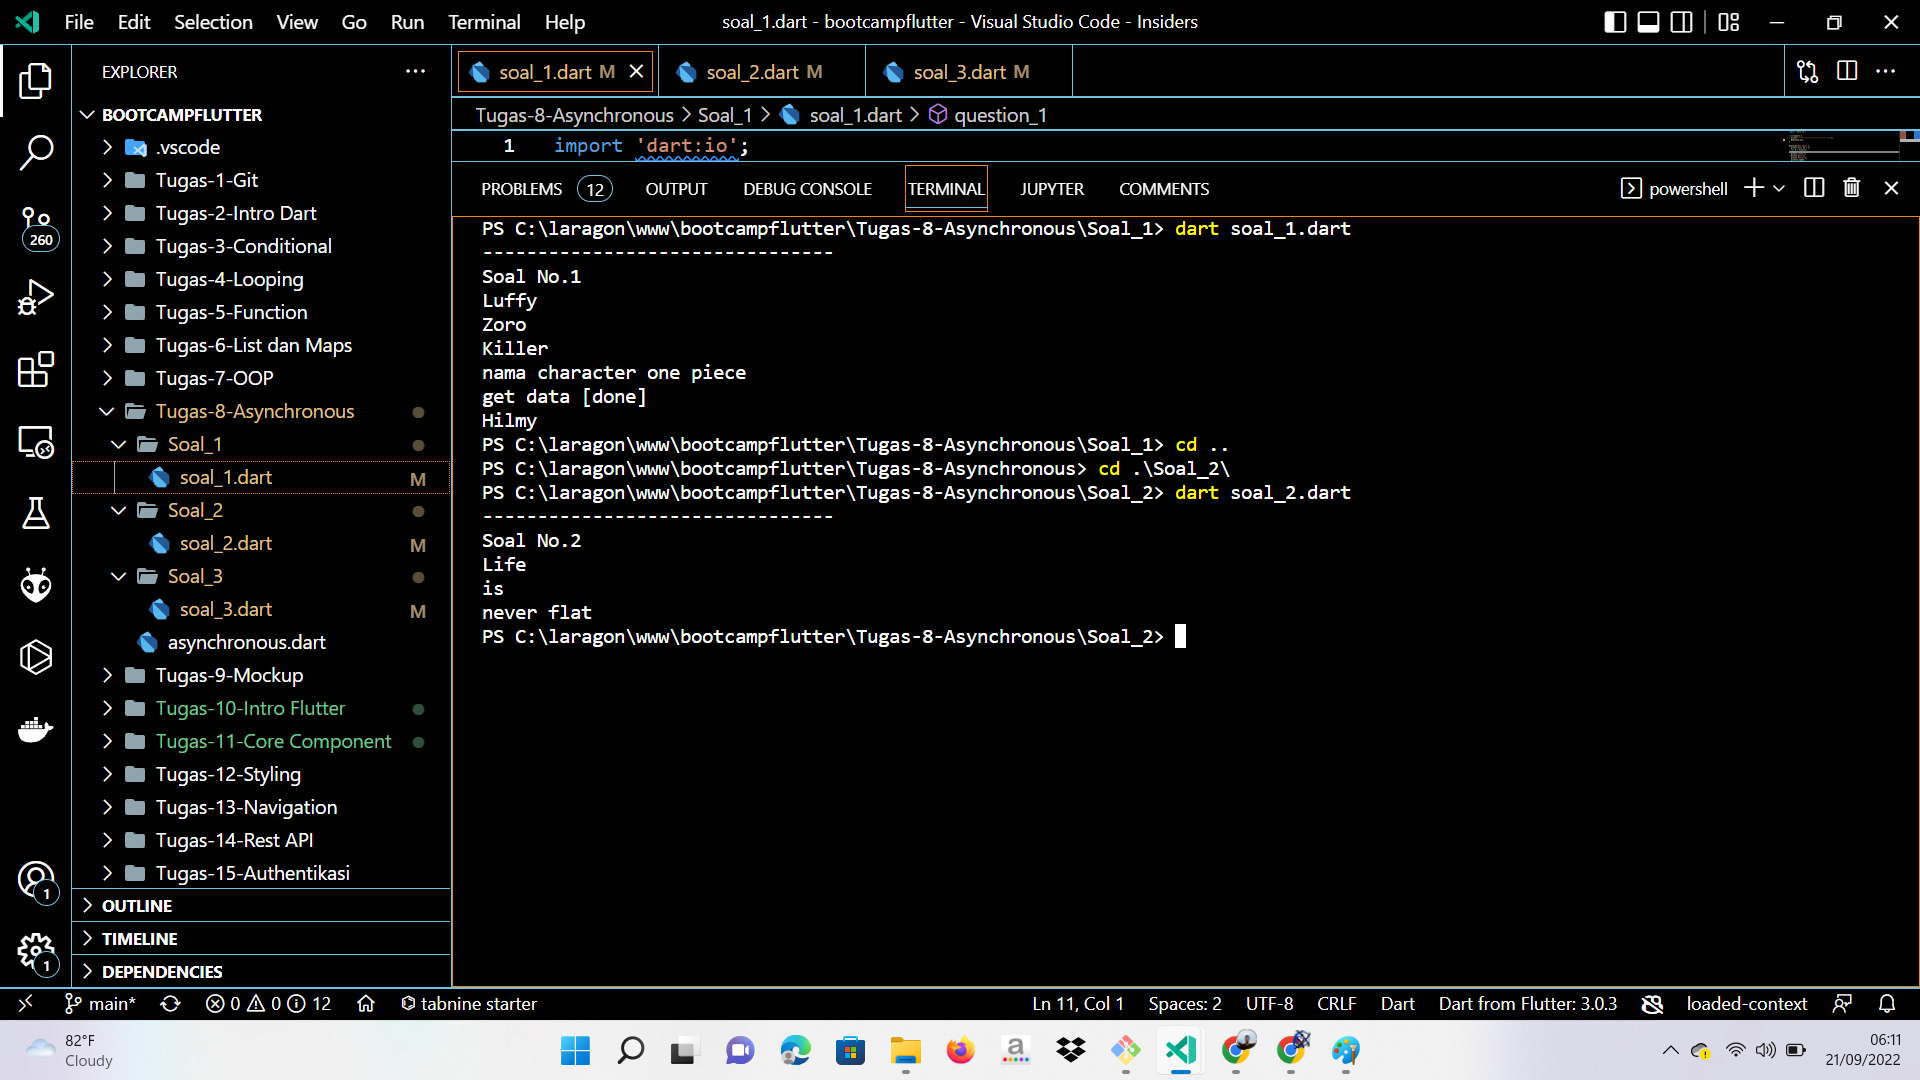 File Edit Selection View Go Run Terminal Help
soal_1.dart - bootcampflutter - Visual Studio Code - Insiders
EXPLORER
soal_1.dart M
soal_2.dart M
soal_3.dart M
BOOTCAMPFLUTTER
.vscode
Tugas-1-Git
Tugas-2-Intro Dart
Tugas-3-Conditional
Tugas-4-Looping
Tugas-5-Function
Tugas-6-List dan Maps
Tugas-7-OOP
Tugas-8-Asynchronous
Soal_1
soal_1.dart M
Soal_2
soal_2.dart M
Soal_3
soal_3.dart M
asynchronous.dart
Tugas-9-Mockup
Tugas-10-Intro Flutter
Tugas-11-Core Component
Tugas-12-Styling
Tugas-13-Navigation
Tugas-14-Rest API
Tugas-15-Authentikasi
OUTLINE
TIMELINE
DEPENDENCIES
260
1
1
Tugas-8-Asynchronous > Soal_1 > soal_1.dart > question_1
1 import 'dart:io';
PROBLEMS 12 OUTPUT DEBUG CONSOLE TERMINAL JUPYTER COMMENTS
powershell
PS C:\laragon\www\bootcampflutter\Tugas-8-Asynchronous\Soal_1> dart soal_1.dart
--------------------------------
Soal No.1
Luffy
Zoro
Killer
nama character one piece
get data [done]
Hilmy
PS C:\laragon\www\bootcampflutter\Tugas-8-Asynchronous\Soal_1> cd ..
PS C:\laragon\www\bootcampflutter\Tugas-8-Asynchronous> cd .\Soal_2\
PS C:\laragon\www\bootcampflutter\Tugas-8-Asynchronous\Soal_2> dart soal_2.dart
--------------------------------
Soal No.2
Life
is
never flat
PS C:\laragon\www\bootcampflutter\Tugas-8-Asynchronous\Soal_2>
main* 0 0 12 tabnine starter
Ln 11, Col 1 Spaces: 2 UTF-8 CRLF Dart Dart from Flutter: 3.0.3 loaded-context
82°F
Cloudy
a
06:11
21/09/2022